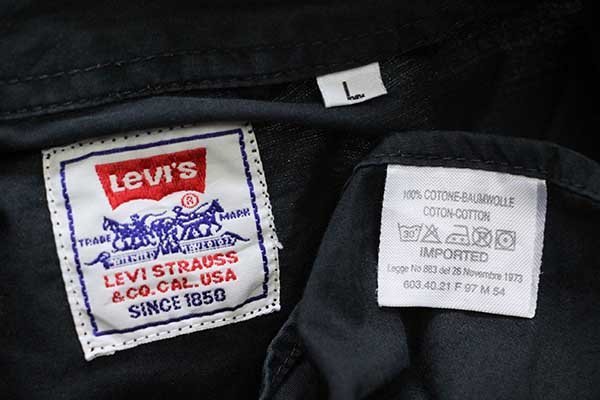 L
LEVI'S
®
TRADE MARK
LEVI STRAUSS
& CO. CAL. USA
SINCE 1850
100% COTONE-BAUMWOLLE
COTON-COTTON
30
IMPORTED
Legge No 883 del 26 Novembre 1973
603.40.21 F 97 M 54